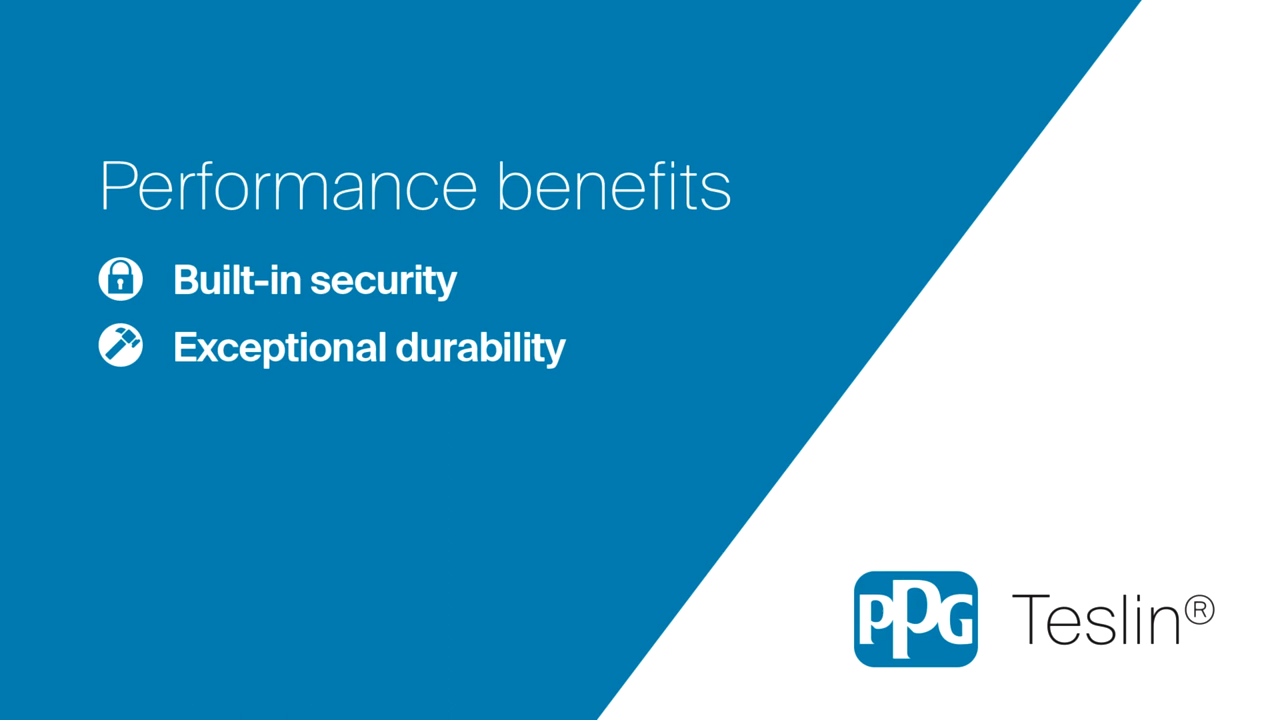 Performance benefits
Built-in security
Exceptional durability
PPG Teslin®